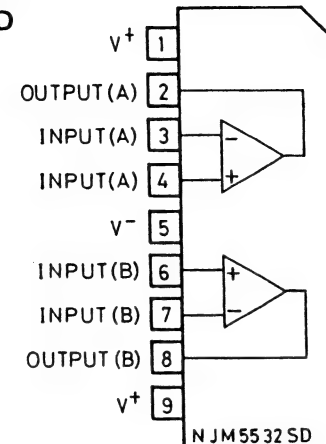 D
V+ 1
OUTPUT(A) 2
INPUT(A) 3 −
INPUT(A) 4 +
V− 5
INPUT(B) 6 +
INPUT(B) 7 −
OUTPUT(B) 8
V+ 9
NJM5532SD